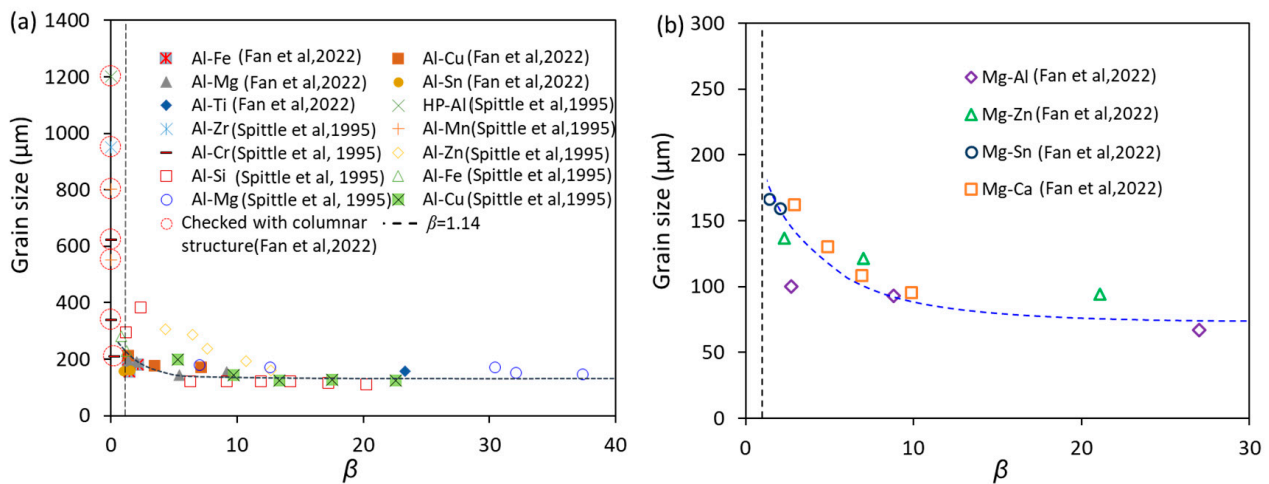 (a)
1400
1200
1000
800
600
400
200
0
Grain size (µm)
Al-Fe (Fan et al,2022)
Al-Cu (Fan et al,2022)
Al-Mg (Fan et al,2022)
Al-Sn (Fan et al,2022)
Al-Ti (Fan et al,2022)
HP-Al (Spittle et al,1995)
Al-Zr (Spittle et al,1995)
Al-Mn (Spittle et al,1995)
Al-Cr (Spittle et al, 1995)
Al-Zn (Spittle et al,1995)
Al-Si (Spittle et al, 1995)
Al-Fe (Spittle et al,1995)
Al-Mg (Spittle et al,1995)
Al-Cu (Spittle et al,1995)
Checked with columnar
structure(Fan et al,2022)
β=1.14
0 10 20 30 40
β
(b)
300
250
200
150
100
50
0
Grain size (µm)
Mg-Al (Fan et al,2022)
Mg-Zn (Fan et al,2022)
Mg-Sn (Fan et al,2022)
Mg-Ca (Fan et al,2022)
0 10 20 30
β